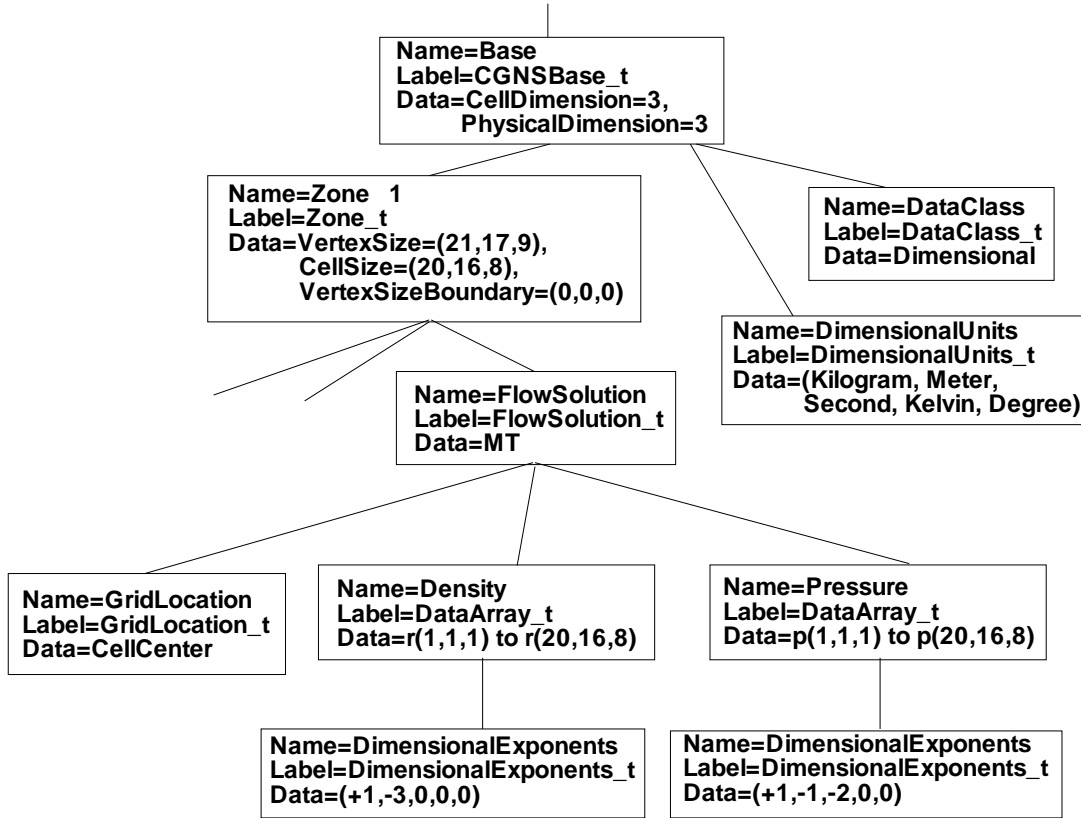 Name=Base
Label=CGNSBase_t
Data=CellDimension=3,
PhysicalDimension=3
Name=Zone 1
Label=Zone_t
Data=VertexSize=(21,17,9),
CellSize=(20,16,8),
VertexSizeBoundary=(0,0,0)
Name=DataClass
Label=DataClass_t
Data=Dimensional
Name=DimensionalUnits
Label=DimensionalUnits_t
Data=(Kilogram, Meter,
Second, Kelvin, Degree)
Name=FlowSolution
Label=FlowSolution_t
Data=MT
Name=GridLocation
Label=GridLocation_t
Data=CellCenter
Name=Density
Label=DataArray_t
Data=r(1,1,1) to r(20,16,8)
Name=Pressure
Label=DataArray_t
Data=p(1,1,1) to p(20,16,8)
Name=DimensionalExponents
Label=DimensionalExponents_t
Data=(+1,-3,0,0,0)
Name=DimensionalExponents
Label=DimensionalExponents_t
Data=(+1,-1,-2,0,0)